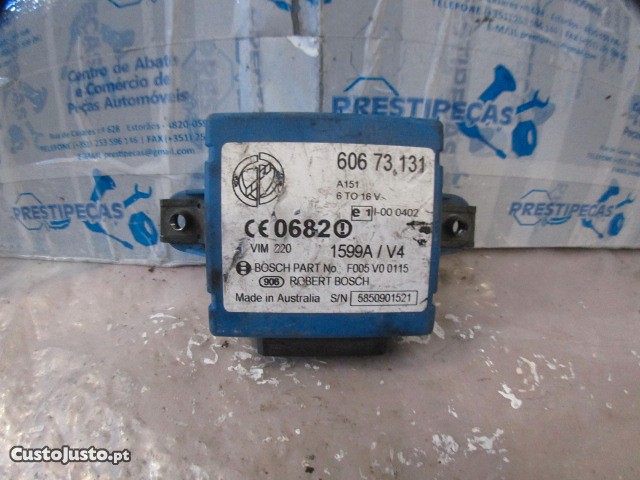 TELEFONE
Centro de Abate
e Comércio de
Peças Automóveis
PRESTIPEÇAS
PRESTIPEÇAS
PRESTIPEÇAS
60673,131
A151
6 TO 16 V
e 1 I-00 0402
CE 0682
VIM 220
1599A / V4
BOSCH PART No F005 V0 0115
906 ROBERT BOSCH
Made in Australia S/N 5850901521
CustoJusto.pt